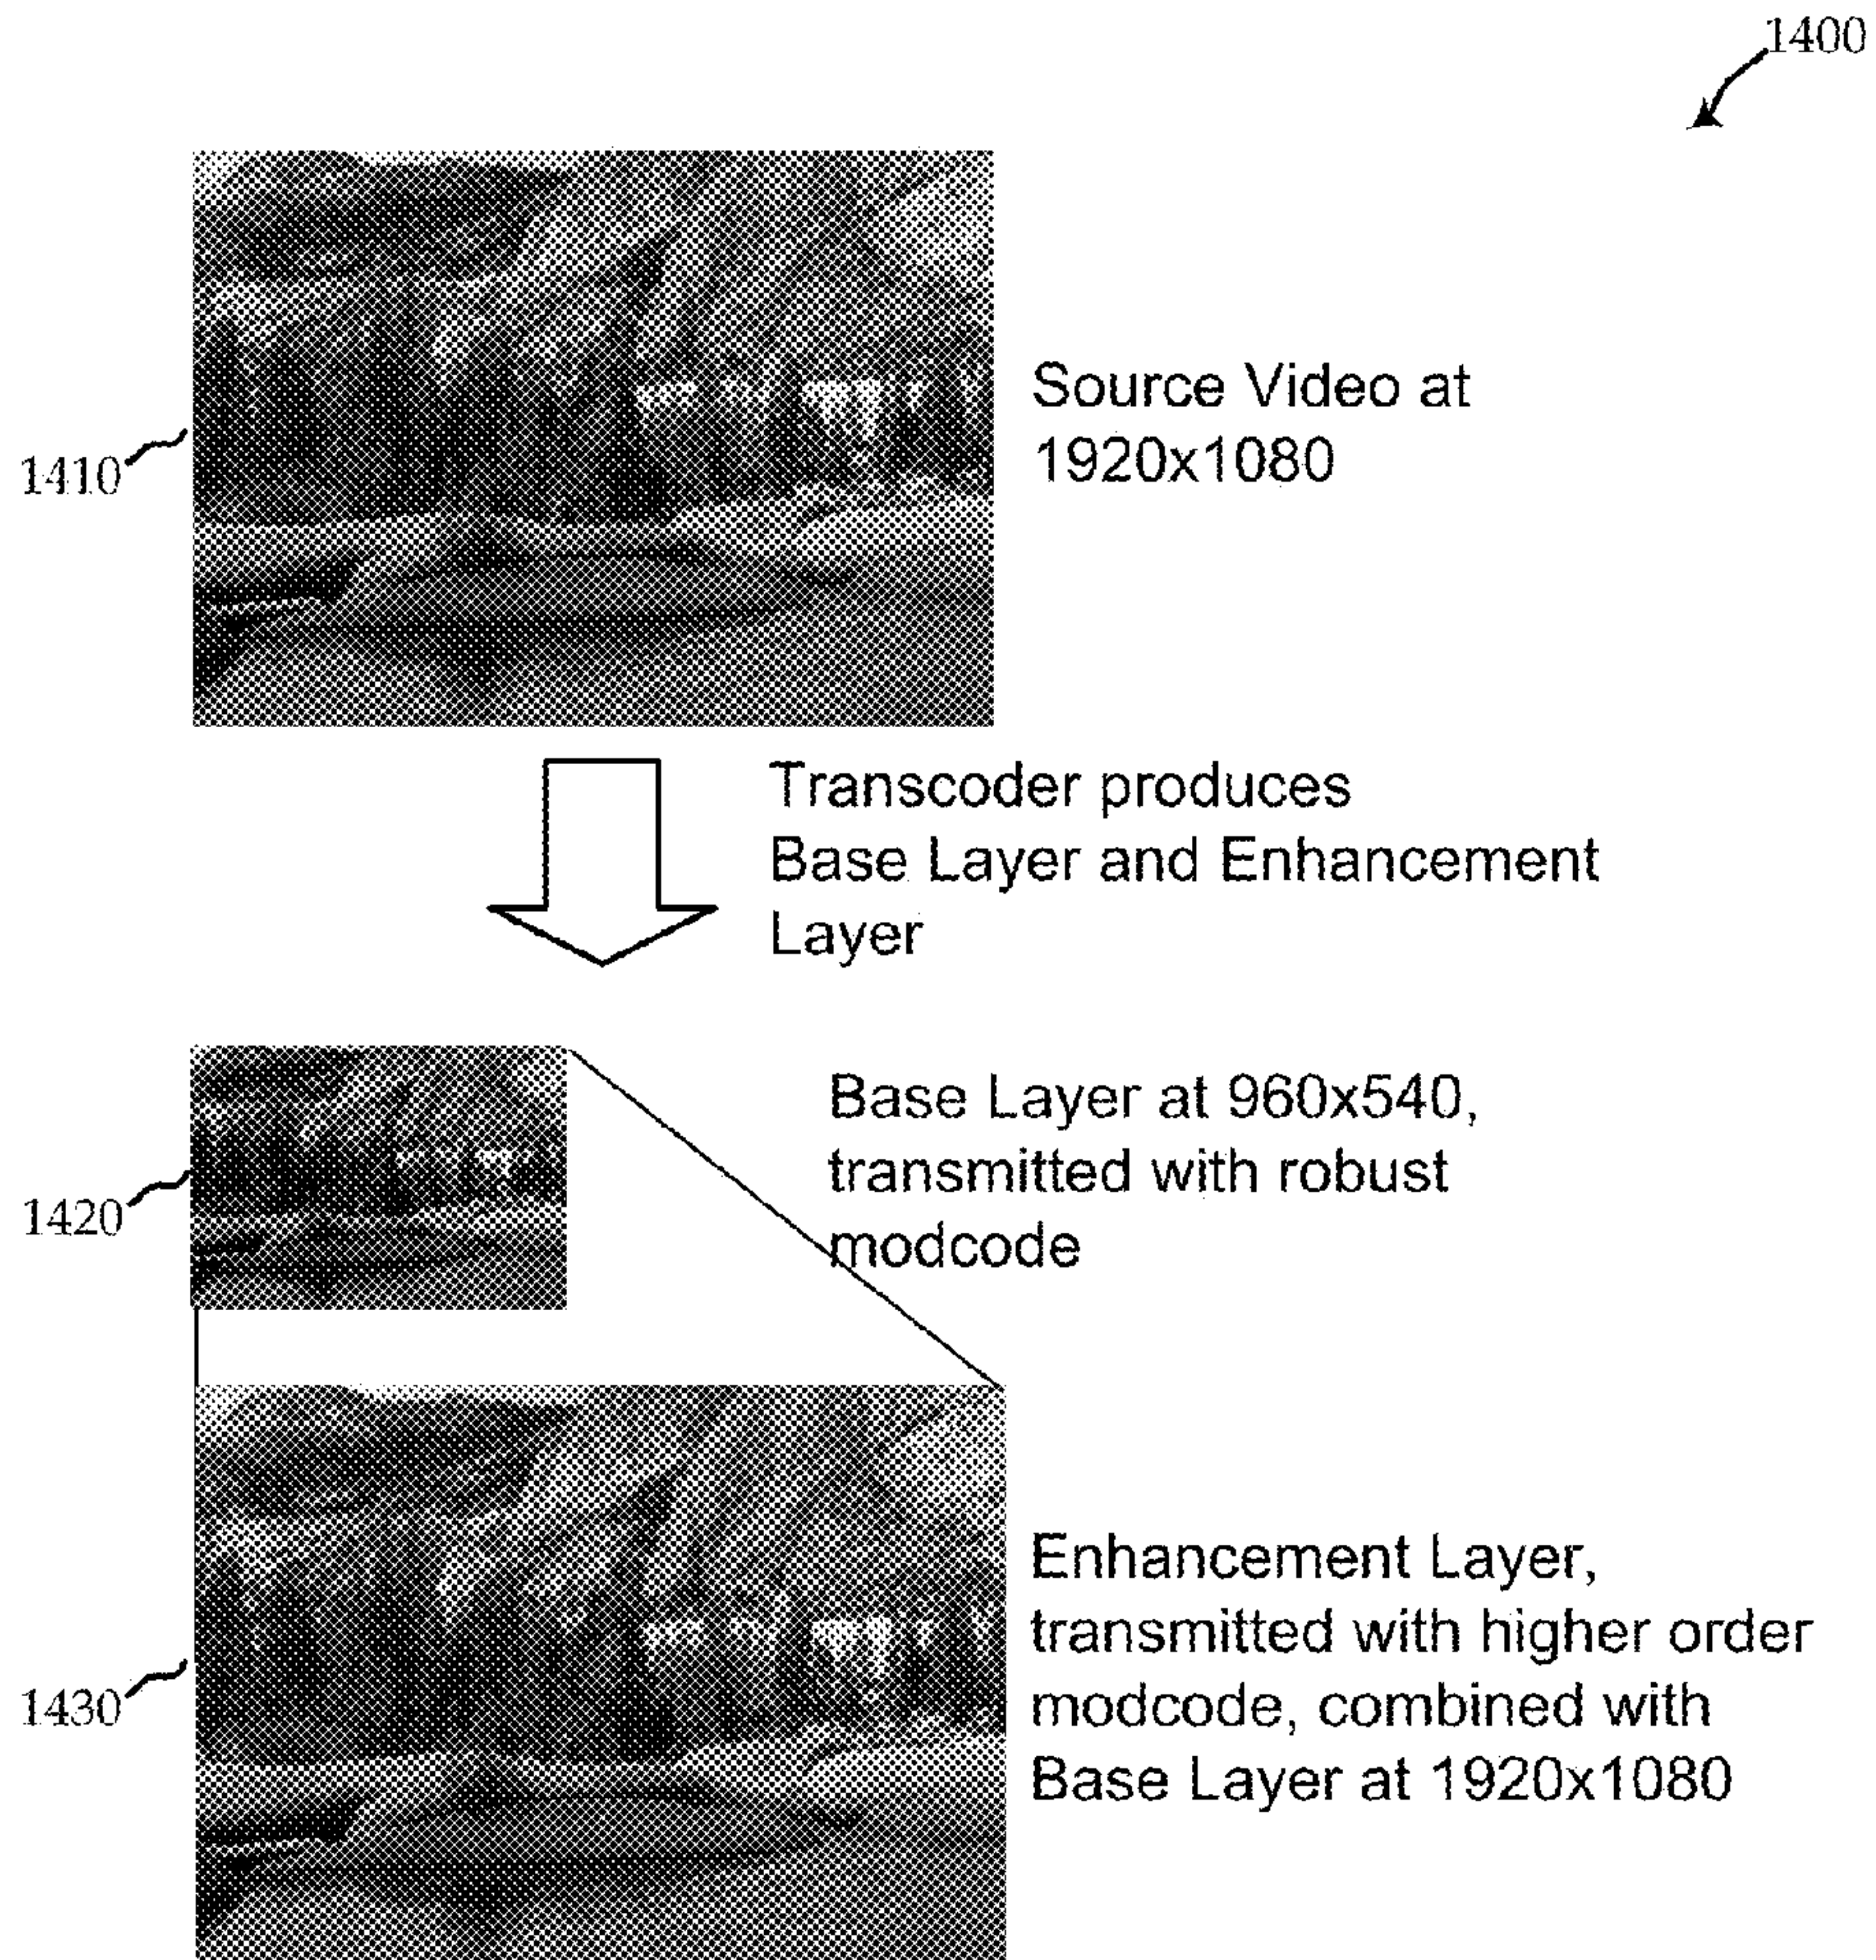 1400
Source Video at
1920x1080
1410
Transcoder produces
Base Layer and Enhancement
Layer
Base Layer at 960x540,
transmitted with robust
modcode
1420
Enhancement Layer,
transmitted with higher order
modcode, combined with
Base Layer at 1920x1080
1430